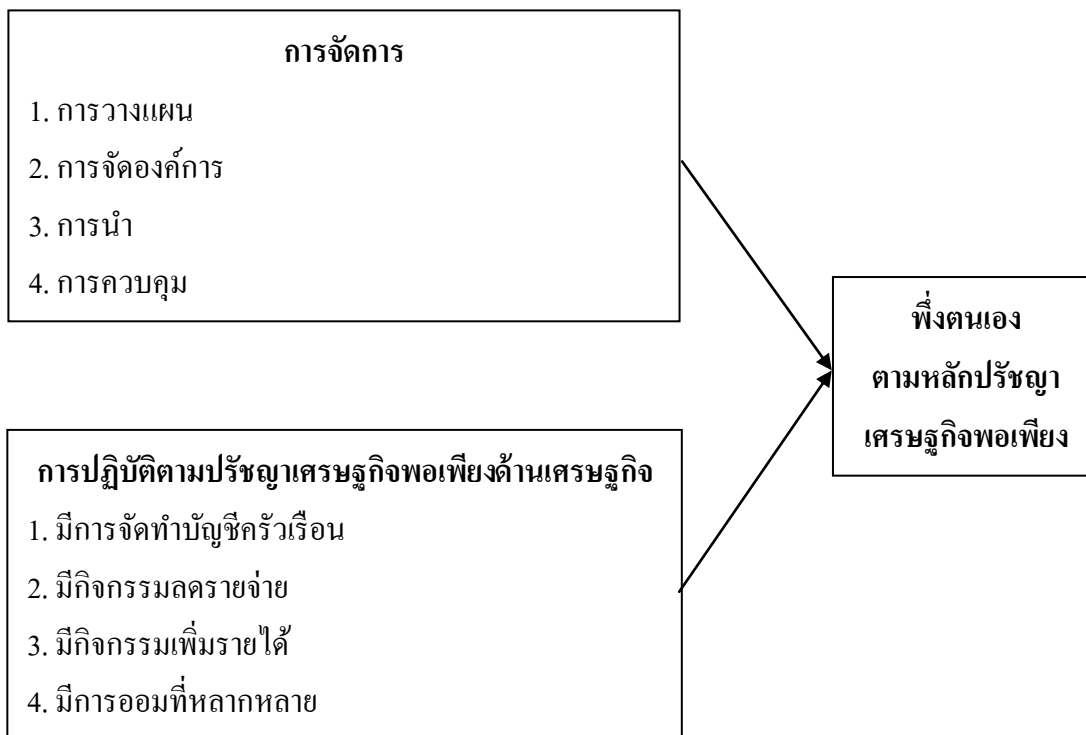 การจัดการ
1. การวางแผน
2. การจัดองค์การ
3. การนำ
4. การควบคุม
พึ่งตนเอง
ตามหลักปรัชญา
เศรษฐกิจพอเพียง
การปฏิบัติตามปรัชญาเศรษฐกิจพอเพียงด้านเศรษฐกิจ
1. มีการจัดทำบัญชีครัวเรือน
2. มีกิจกรรมลดรายจ่าย
3. มีกิจกรรมเพิ่มรายได้
4. มีการออมที่หลากหลาย